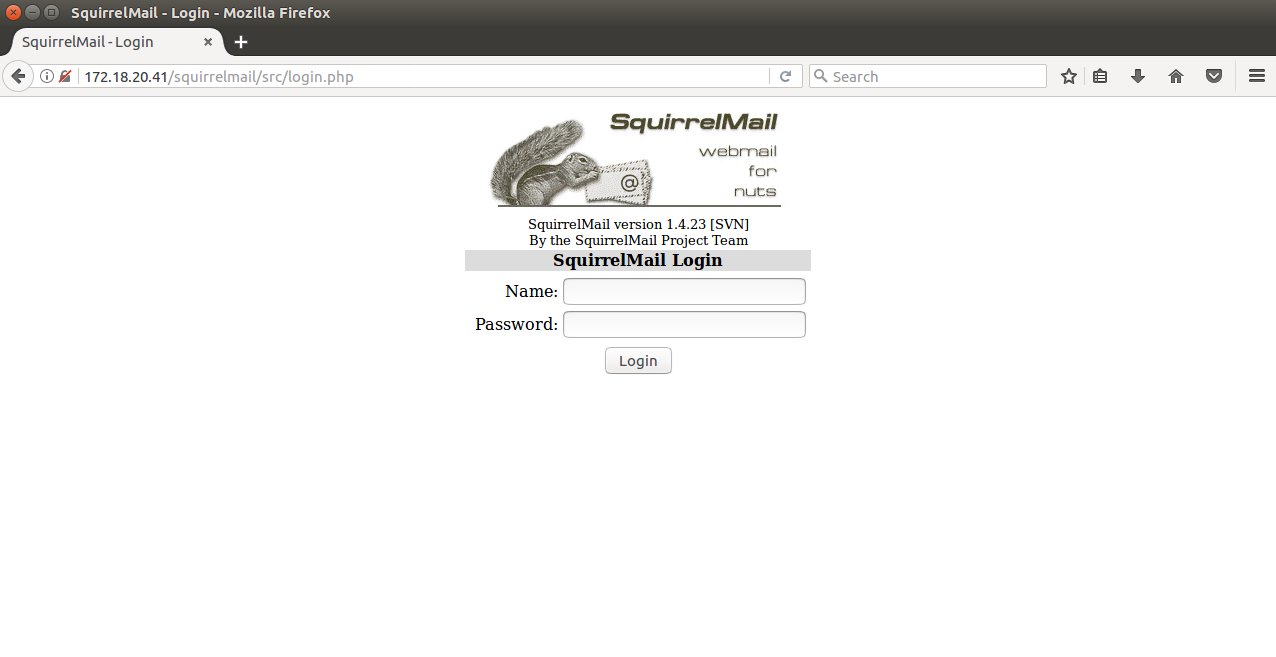 SquirrelMail - Login - Mozilla Firefox
SquirrelMail - Login
172.18.20.41/squirrelmail/src/login.php
Search
SquirrelMail
webmail
for
nuts
@
SquirrelMail version 1.4.23 [SVN]
By the SquirrelMail Project Team
SquirrelMail Login
Name:
Password:
Login